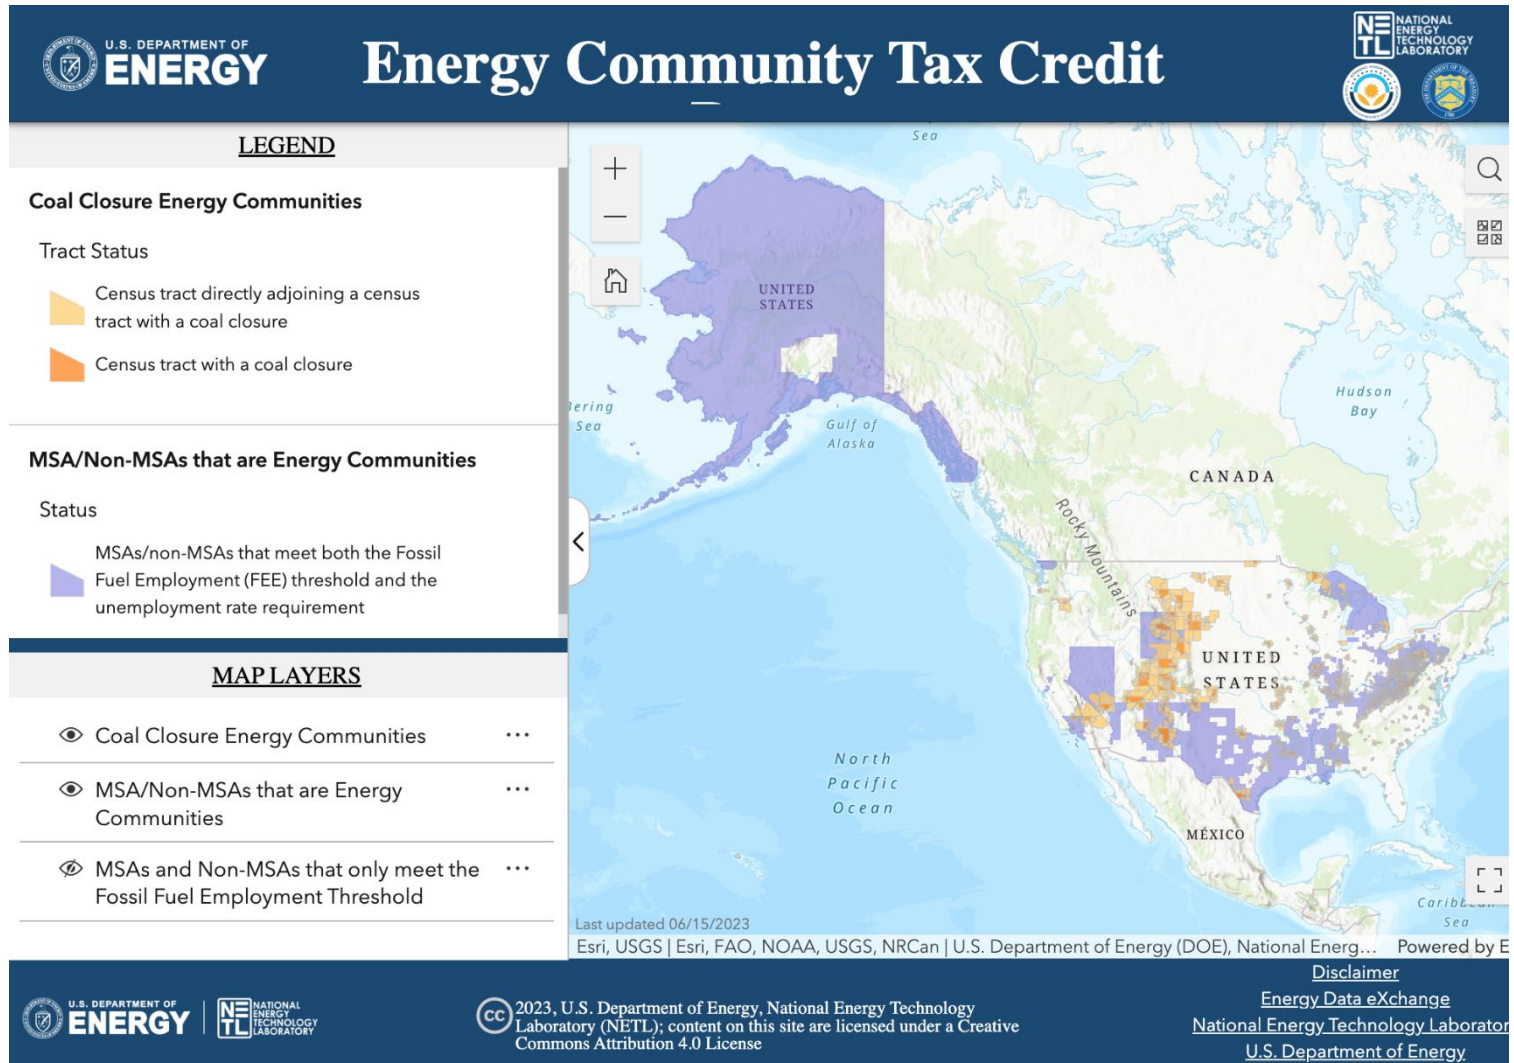 U.S. DEPARTMENT OF
ENERGY
Energy Community Tax Credit
NATIONAL
ENERGY
TECHNOLOGY
LABORATORY
LEGEND
Coal Closure Energy Communities
Tract Status
Census tract directly adjoining a census
tract with a coal closure
Census tract with a coal closure
MSA/Non-MSAs that are Energy Communities
Status
MSAs/non-MSAs that meet both the Fossil
Fuel Employment (FEE) threshold and the
unemployment rate requirement
MAP LAYERS
Coal Closure Energy Communities
MSA/Non-MSAs that are Energy
Communities
MSAs and Non-MSAs that only meet the
Fossil Fuel Employment Threshold
Sea
UNITED
STATES
Bering
Sea
Gulf of
Alaska
Hudson
Bay
CANADA
Rocky Mountains
UNITED
STATES
North
Pacific
Ocean
MÉXICO
Caribbean
Sea
Last updated 06/15/2023
Esri, USGS | Esri, FAO, NOAA, USGS, NRCan | U.S. Department of Energy (DOE), National Energ...
Powered by E
U.S. DEPARTMENT OF
ENERGY
NETL
NATIONAL
ENERGY
TECHNOLOGY
LABORATORY
cc
2023, U.S. Department of Energy, National Energy Technology
Laboratory (NETL); content on this site are licensed under a Creative
Commons Attribution 4.0 License
Disclaimer
Energy Data eXchange
National Energy Technology Laborator
U.S. Department of Energy